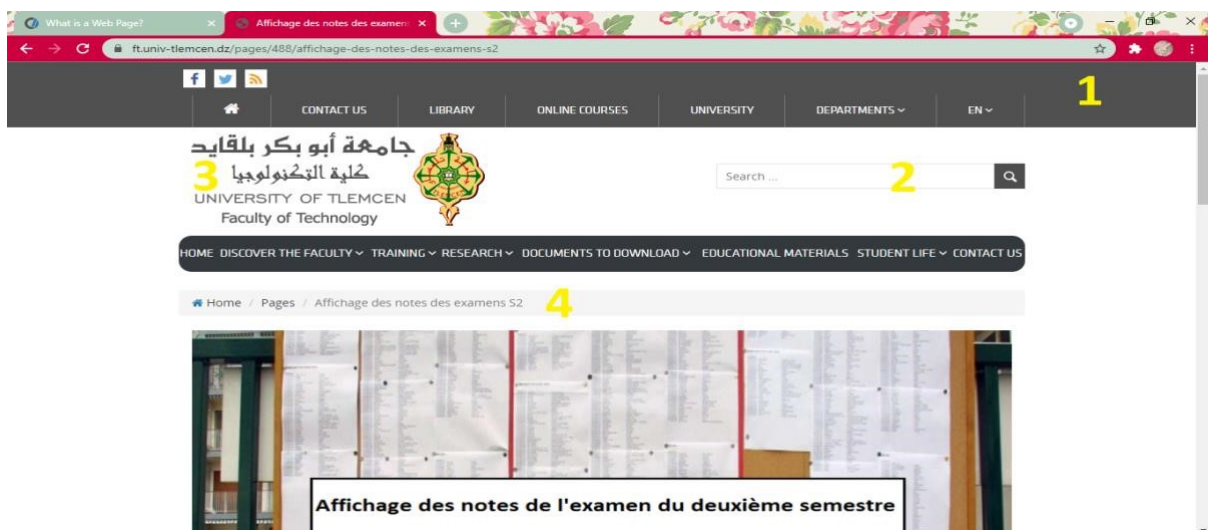 What is a Web Page?
Affichage des notes des examens
ft.univ-tlemcen.dz/pages/488/affichage-des-notes-des-examens-s2
1
CONTACT US LIBRARY ONLINE COURSES UNIVERSITY DEPARTMENTS EN
جامعة أبو بكر بلقايد
3 كلية التكنولوجيا
UNIVERSITY OF TLEMCEN
Faculty of Technology
Search ... 2
HOME DISCOVER THE FACULTY TRAINING RESEARCH DOCUMENTS TO DOWNLOAD EDUCATIONAL MATERIALS STUDENT LIFE CONTACT US
Home / Pages / Affichage des notes des examens S2 4
Affichage des notes de l'examen du deuxième semestre